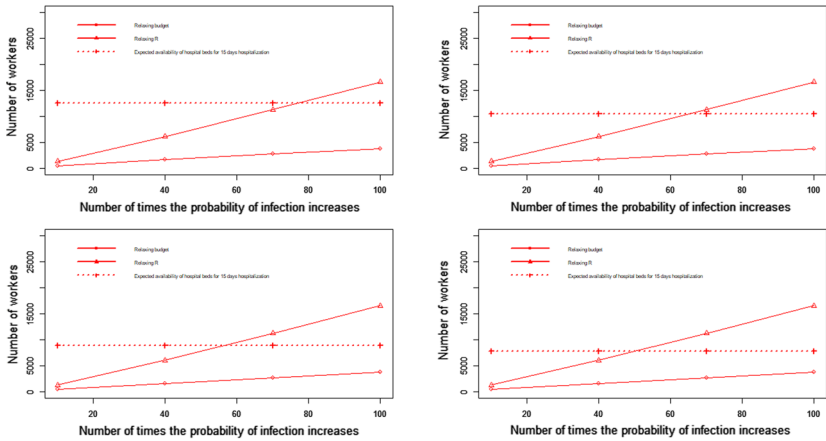 Relaxing budget
Relaxing R
Expected availability of hospital beds for 15 days hospitalization
Number of workers
0 5000 15000 25000
20 40 60 80 100
Number of times the probability of infection increases
Relaxing budget
Relaxing R
Expected availability of hospital beds for 15 days hospitalization
Number of workers
0 5000 15000 25000
20 40 60 80 100
Number of times the probability of infection increases
Relaxing budget
Relaxing R
Expected availability of hospital beds for 15 days hospitalization
Number of workers
0 5000 15000 25000
20 40 60 80 100
Number of times the probability of infection increases
Relaxing budget
Relaxing R
Expected availability of hospital beds for 15 days hospitalization
Number of workers
0 5000 15000 25000
20 40 60 80 100
Number of times the probability of infection increases